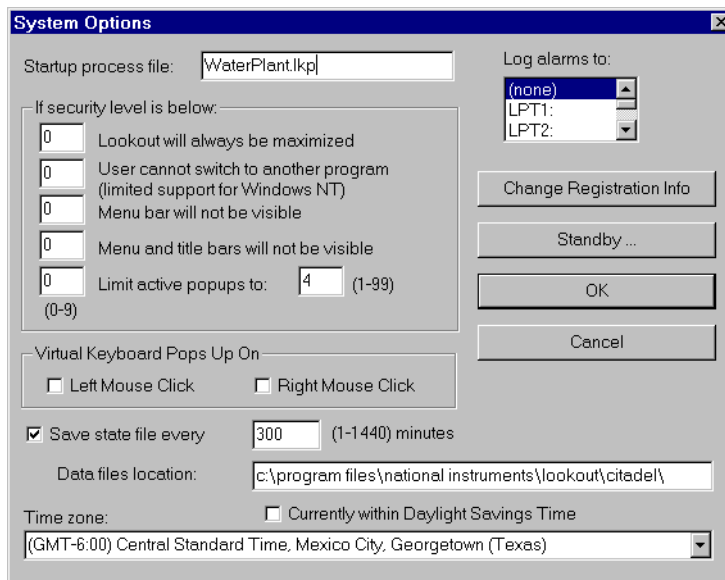 System Options
Startup process file: WaterPlant.lkp
Log alarms to:
(none)
LPT1:
LPT2:
If security level is below:
0 Lookout will always be maximized
0 User cannot switch to another program
(limited support for Windows NT)
0 Menu bar will not be visible
0 Menu and title bars will not be visible
0 Limit active popups to: 4 (1-99)
(0-9)
Change Registration Info
Standby ...
OK
Cancel
Virtual Keyboard Pops Up On
Left Mouse Click Right Mouse Click
Save state file every 300 (1-1440) minutes
Data files location: c:\program files\national instruments\lookout\citadel\
Time zone: Currently within Daylight Savings Time
(GMT-6:00) Central Standard Time, Mexico City, Georgetown (Texas)